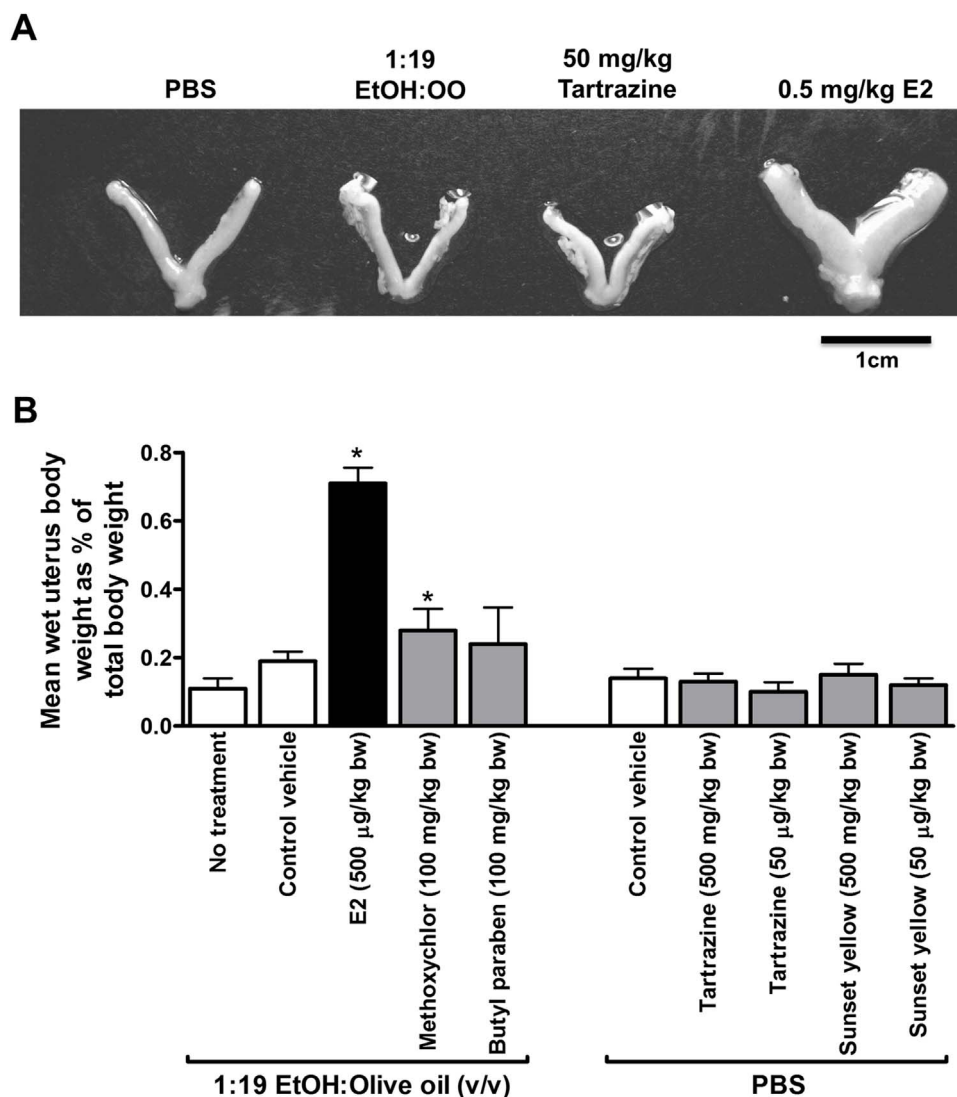 A
PBS
1:19
EtOH:OO
50 mg/kg
Tartrazine
0.5 mg/kg E2
1cm
B
Mean wet uterus body
weight as % of
total body weight
0.8
0.6
0.4
0.2
0.0
*
*
No treatment
Control vehicle
E2 (500 μg/kg bw)
Methoxychlor (100 mg/kg bw)
Butyl paraben (100 mg/kg bw)
Control vehicle
Tartrazine (500 mg/kg bw)
Tartrazine (50 μg/kg bw)
Sunset yellow (500 mg/kg bw)
Sunset yellow (50 μg/kg bw)
1:19 EtOH:Olive oil (v/v)
PBS